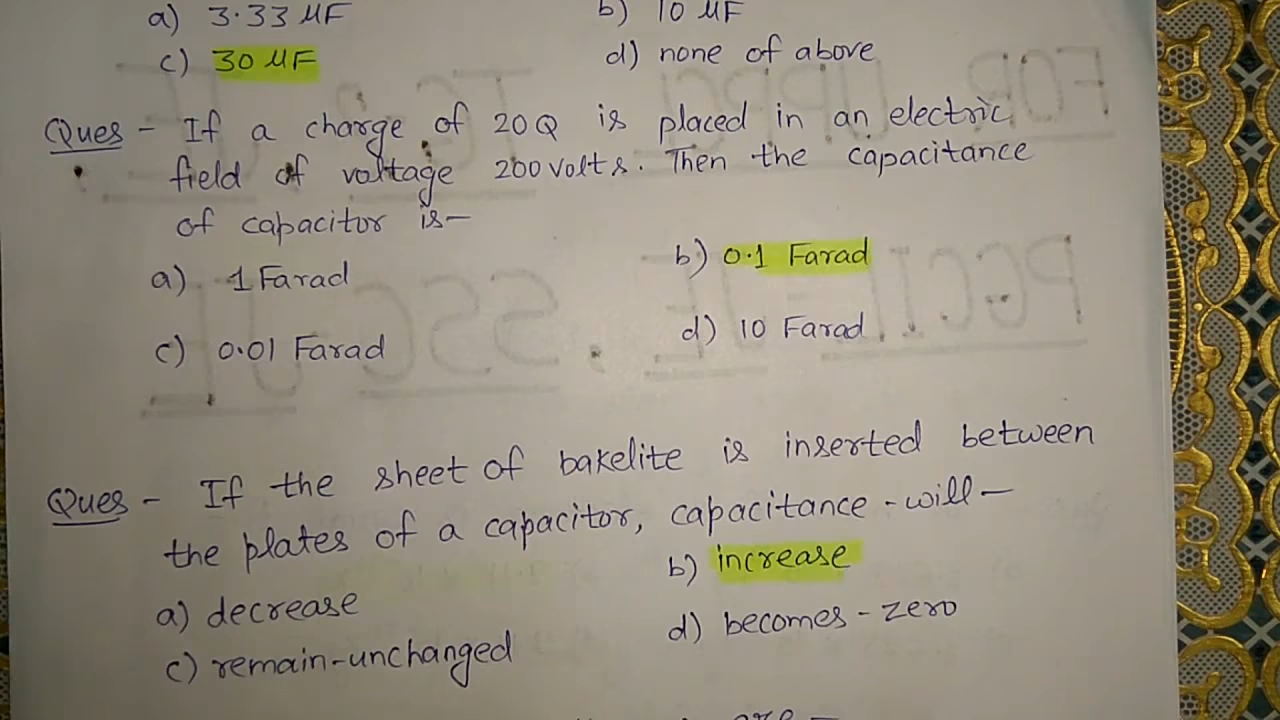 a) 3.33 µF b) 10 µF
c) 30 µF d) none of above
Ques - If a charge of 20Q is placed in an electric
field of voltage 200 volts. Then the capacitance
of capacitor is-
a) 1 Farad b) 0.1 Farad
c) 0.01 Farad d) 10 Farad
Ques - If the sheet of bakelite is inserted between
the plates of a capacitor, capacitance - will -
a) decrease b) increase
c) remain-unchanged d) becomes - zero